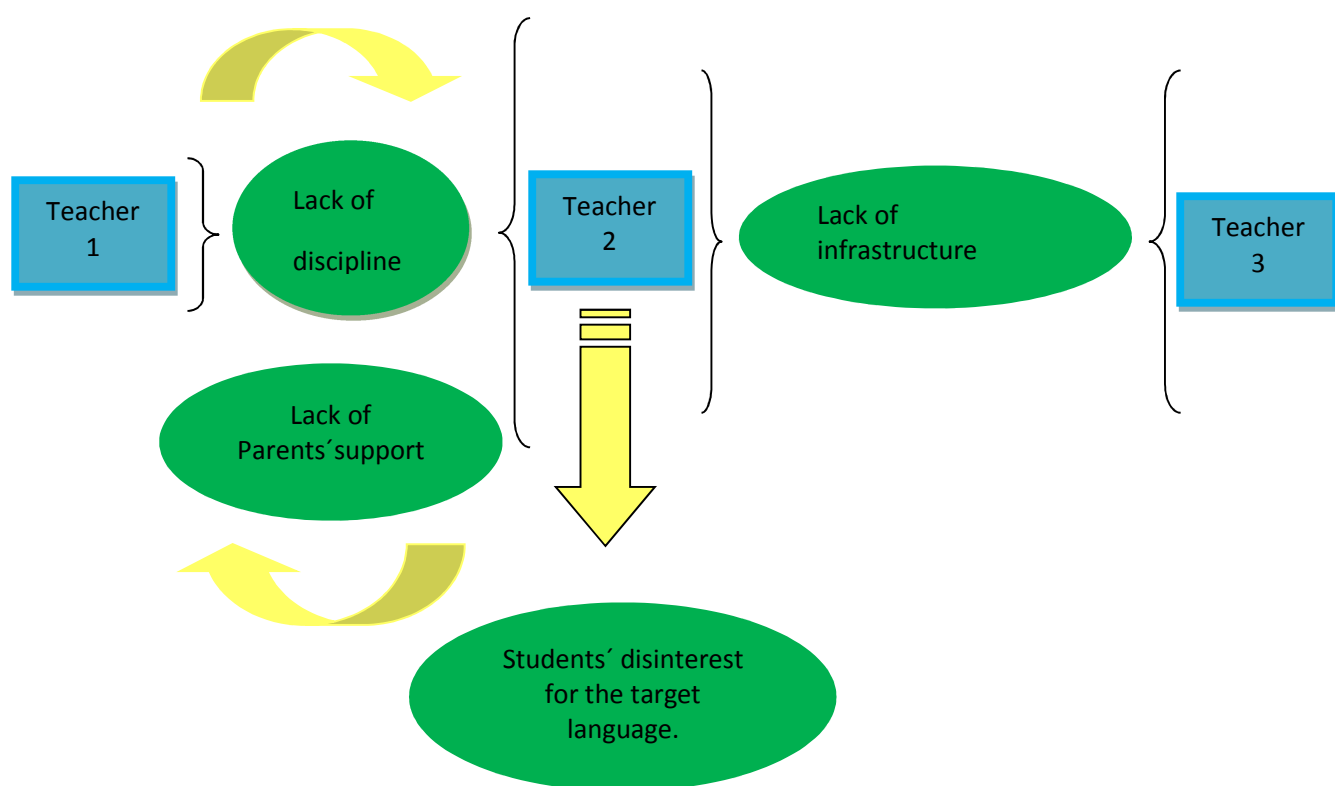 Teacher
1
Lack of
discipline
Teacher
2
Lack of
infrastructure
Teacher
3
Lack of
Parents´support
Students´ disinterest
for the target
language.